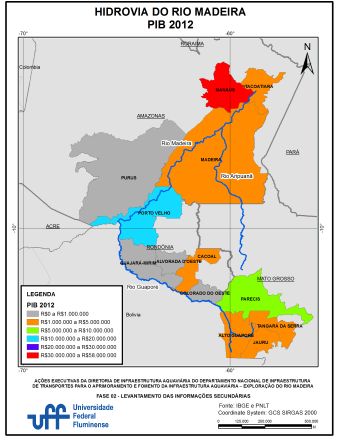 HIDROVIA DO RIO MADEIRA
PIB 2012
-70°
-60°
RORAIMA
N
Colombia
MANAUS
ITACOATIARA
AMAZONAS
Rio Madeira
PARÁ
MADEIRA
Rio Aripuanã
PURUS
PORTO VELHO
ACRE
-10°
-10°
RONDÔNIA
GUAJARÁ-MIRIM
ALVORADA D'OESTE
CACOAL
MATO GROSSO
Rio Guaporé
COLORADO DO OESTE
PARECIS
Bolivia
TANGARÁ DA SERRA
ALTO GUAPORÉ
JAURU
LEGENDA
PIB 2012
R$0 a R$1.000.000
R$1.000.000 a R$5.000.000
R$5.000.000 a R$10.000.000
R$10.000.000 a R$20.000.000
R$20.000.000 a R$30.000.000
R$30.000.000 a R$56.000.000
-70°
-60°
AÇÕES EXECUTIVAS DA DIRETORIA DE INFRAESTRUTURA AQUAVIÁRIA DO DEPARTAMENTO NACIONAL DE INFRAESTRUTURA
DE TRANSPORTES PARA O APRIMORAMENTO E FOMENTO DA INFRAESTRUTURA AQUAVIÁRIA – EXPLORAÇÃO DO RIO MADEIRA
FASE 02 - LEVANTAMENTO DAS INFORMAÇÕES SECUNDÁRIAS
uff
Universidade
Federal
Fluminense
Fonte: IBGE e PNLT
Coordinate System: GCS SIRGAS 2000
0
125.000
250.000
500.000